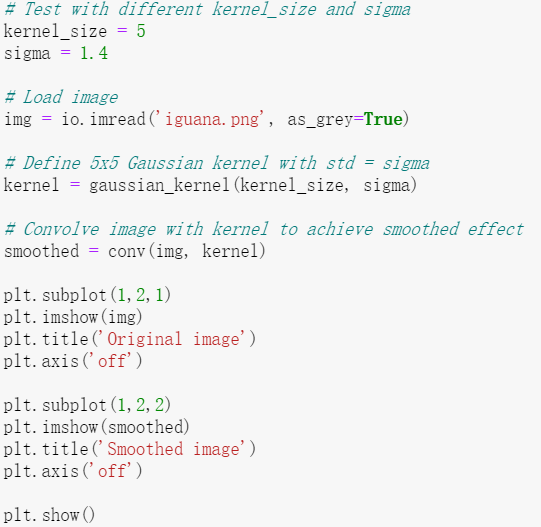 # Test with different kernel_size and sigma
kernel_size = 5
sigma = 1.4
# Load image
img = io.imread('iguana.png', as_grey=True)
# Define 5x5 Gaussian kernel with std = sigma
kernel = gaussian_kernel(kernel_size, sigma)
# Convolve image with kernel to achieve smoothed effect
smoothed = conv(img, kernel)
plt.subplot(1,2,1)
plt.imshow(img)
plt.title('Original image')
plt.axis('off')
plt.subplot(1,2,2)
plt.imshow(smoothed)
plt.title('Smoothed image')
plt.axis('off')
plt.show()